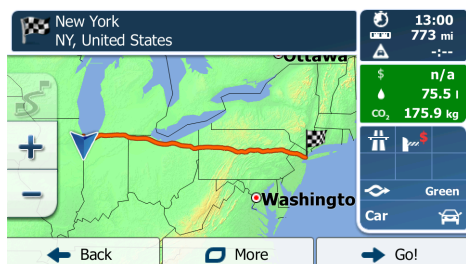 New York
NY, United States
13:00
773 mi
-:--
$ n/a
75.5 l
CO₂ 175.9 kg
Ottawa
Washingto
$
Green
Car
Back
More
Go!